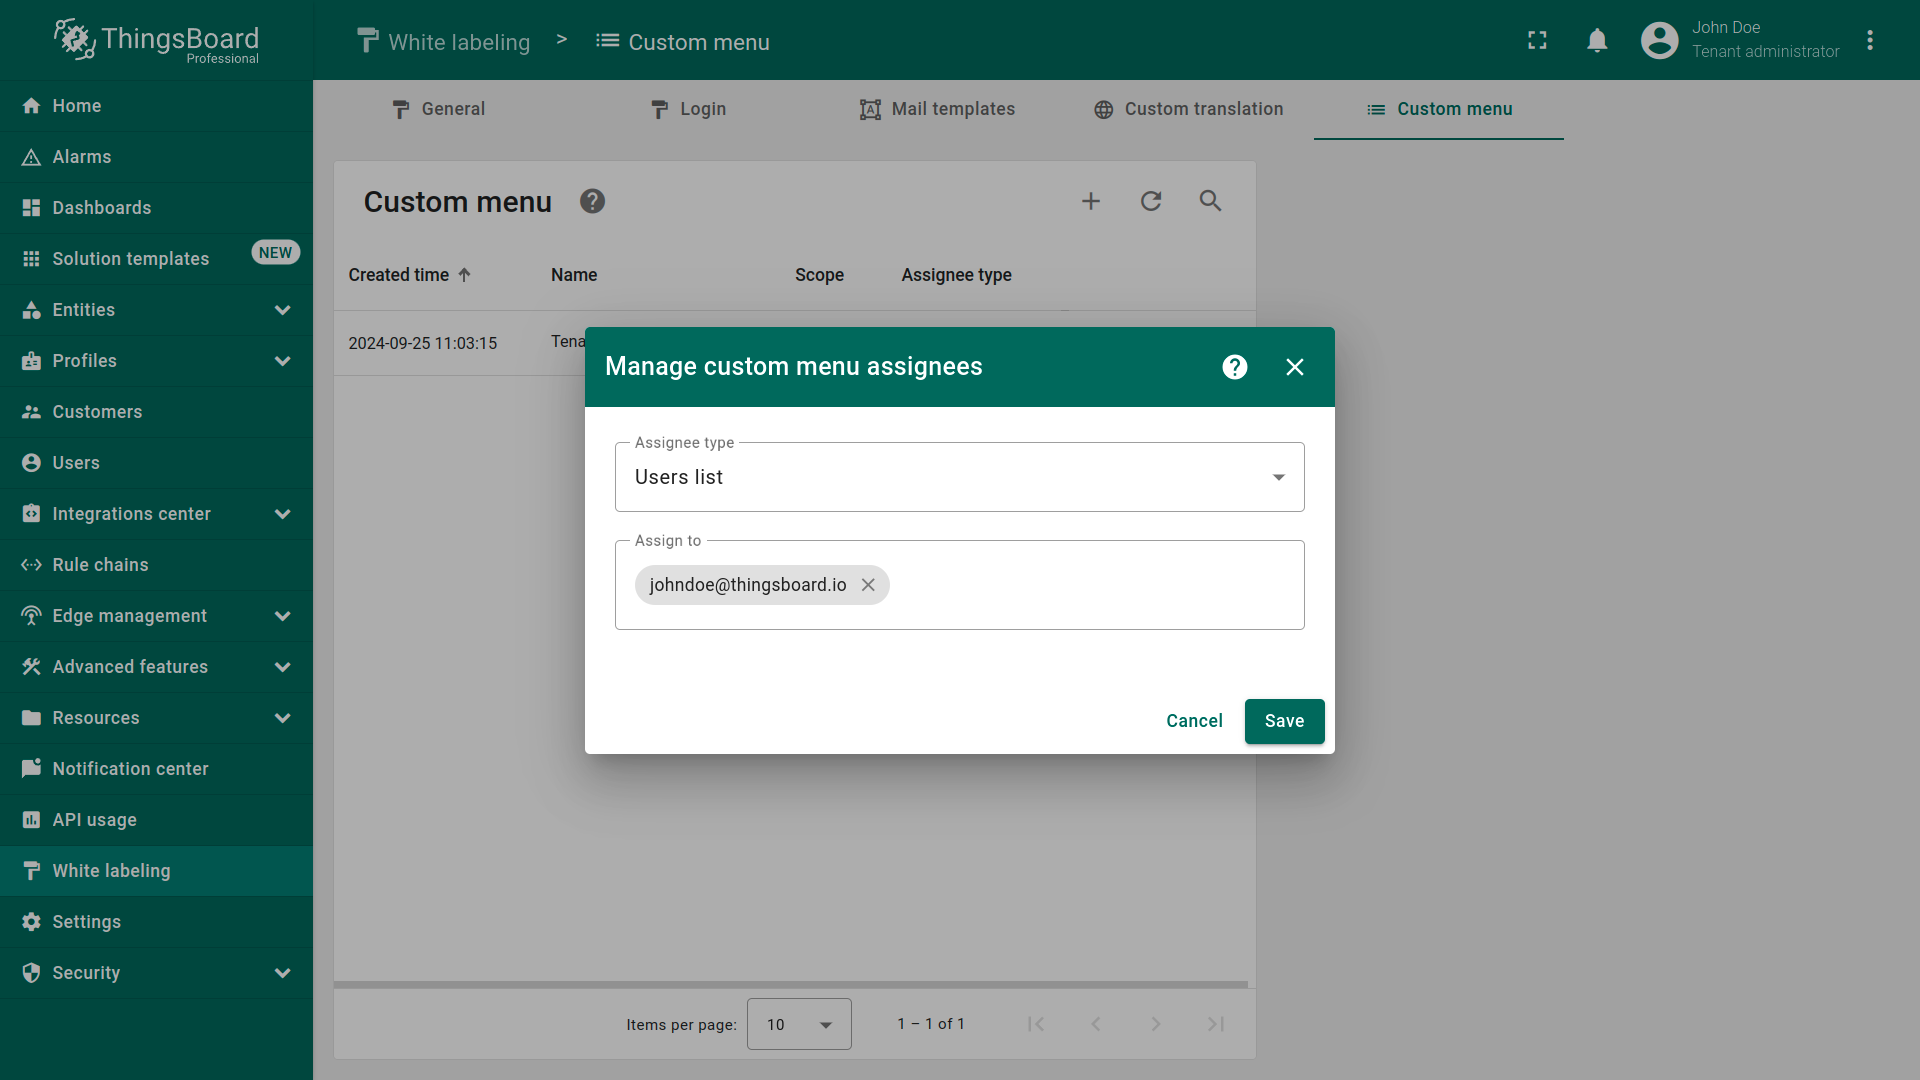 ThingsBoard
Professional
White labeling > Custom menu
John Doe
Tenant administrator
Home
Alarms
Dashboards
Solution templates NEW
Entities
Profiles
Customers
Users
Integrations center
Rule chains
Edge management
Advanced features
Resources
Notification center
API usage
White labeling
Settings
Security
General Login Mail templates Custom translation Custom menu
Custom menu
Created time Name Scope Assignee type
2024-09-25 11:03:15 Tena
Manage custom menu assignees
Assignee type
Users list
Assign to
johndoe@thingsboard.io
Cancel Save
Items per page: 10 1 – 1 of 1